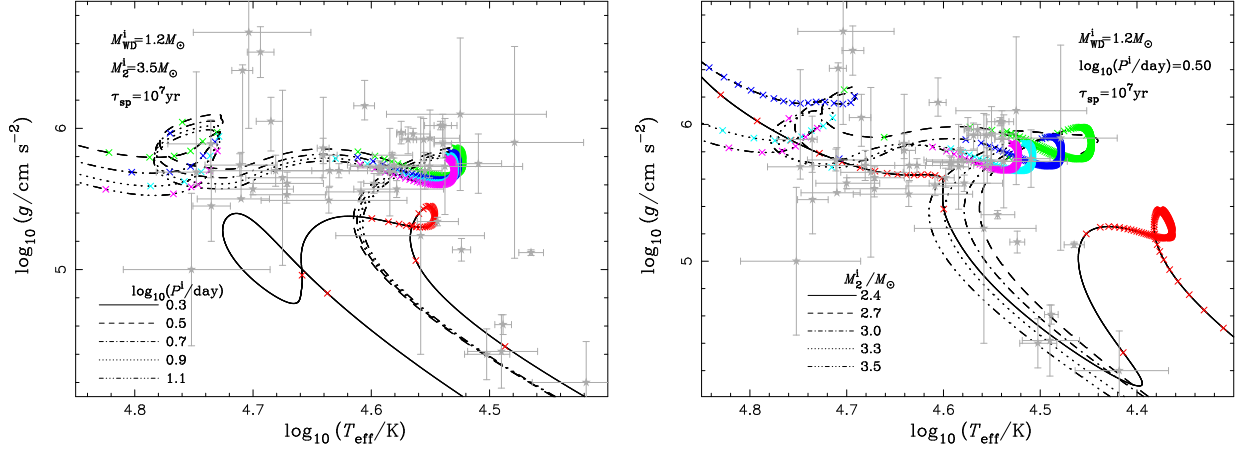 M^i_WD=1.2M_⊙
M^i_2=3.5M_⊙
τ_sp=10^7yr
log_10(P^i/day)
0.3
0.5
0.7
0.9
1.1
6
5
log_10 (g/cm s^-2)
4.8
4.7
4.6
4.5
log_10 (T_eff/K)
M^i_WD=1.2M_⊙
log_10(P^i/day)=0.50
τ_sp=10^7yr
M^i_2/M_⊙
2.4
2.7
3.0
3.3
3.5
6
5
log_10 (g/cm s^-2)
4.8
4.7
4.6
4.5
4.4
log_10 (T_eff/K)